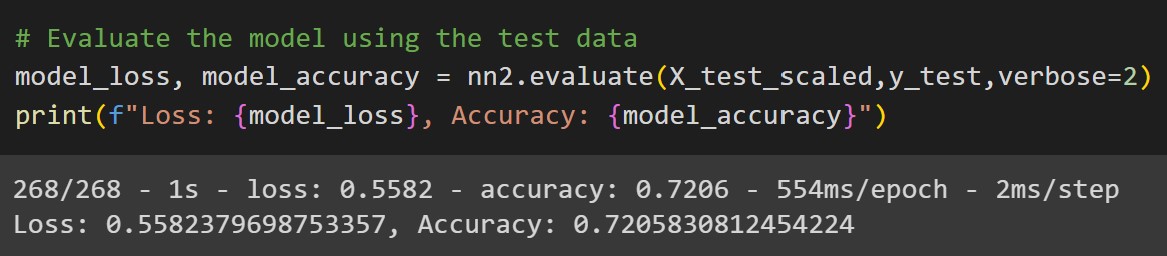 # Evaluate the model using the test data
model_loss, model_accuracy = nn2.evaluate(X_test_scaled,y_test,verbose=2)
print(f"Loss: {model_loss}, Accuracy: {model_accuracy}")
268/268 - 1s - loss: 0.5582 - accuracy: 0.7206 - 554ms/epoch - 2ms/step
Loss: 0.5582379698753357, Accuracy: 0.7205830812454224